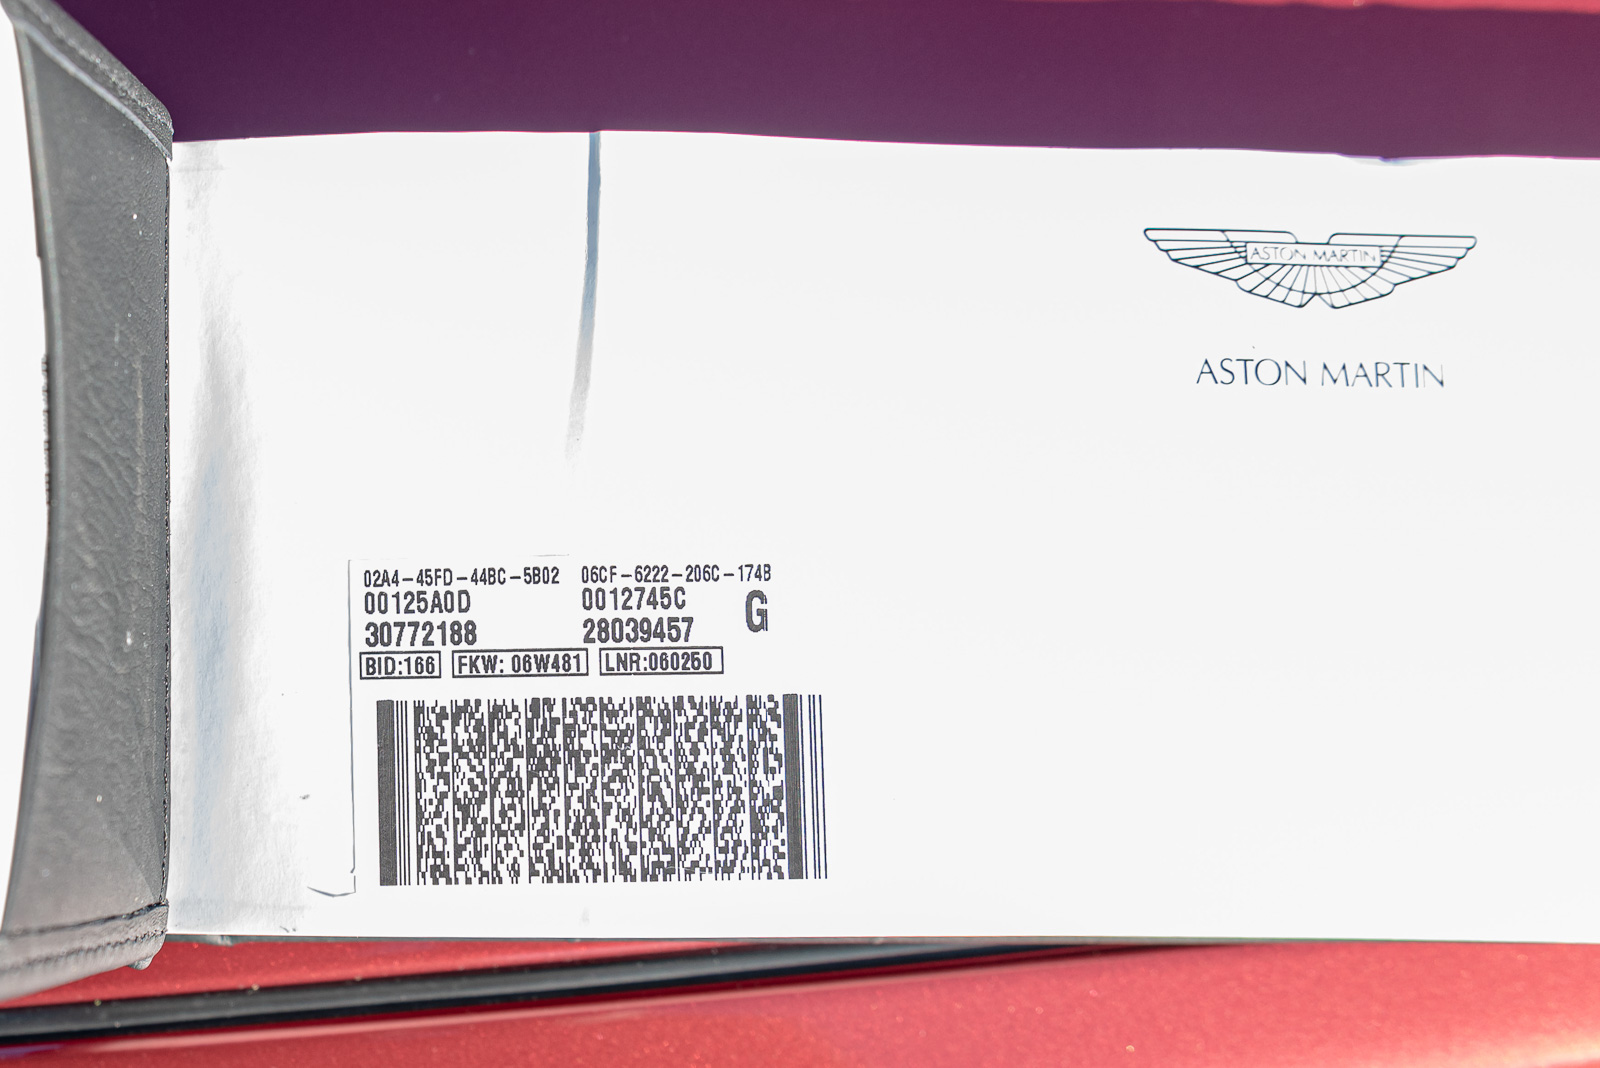 ASTON MARTIN
ASTON MARTIN
02A4-45FD-44BC-5B02 06CF-6222-206C-174B
00125A0D 0012745C G
30772188 28039457
BID:166 FKW: 06W481 LNR:060250